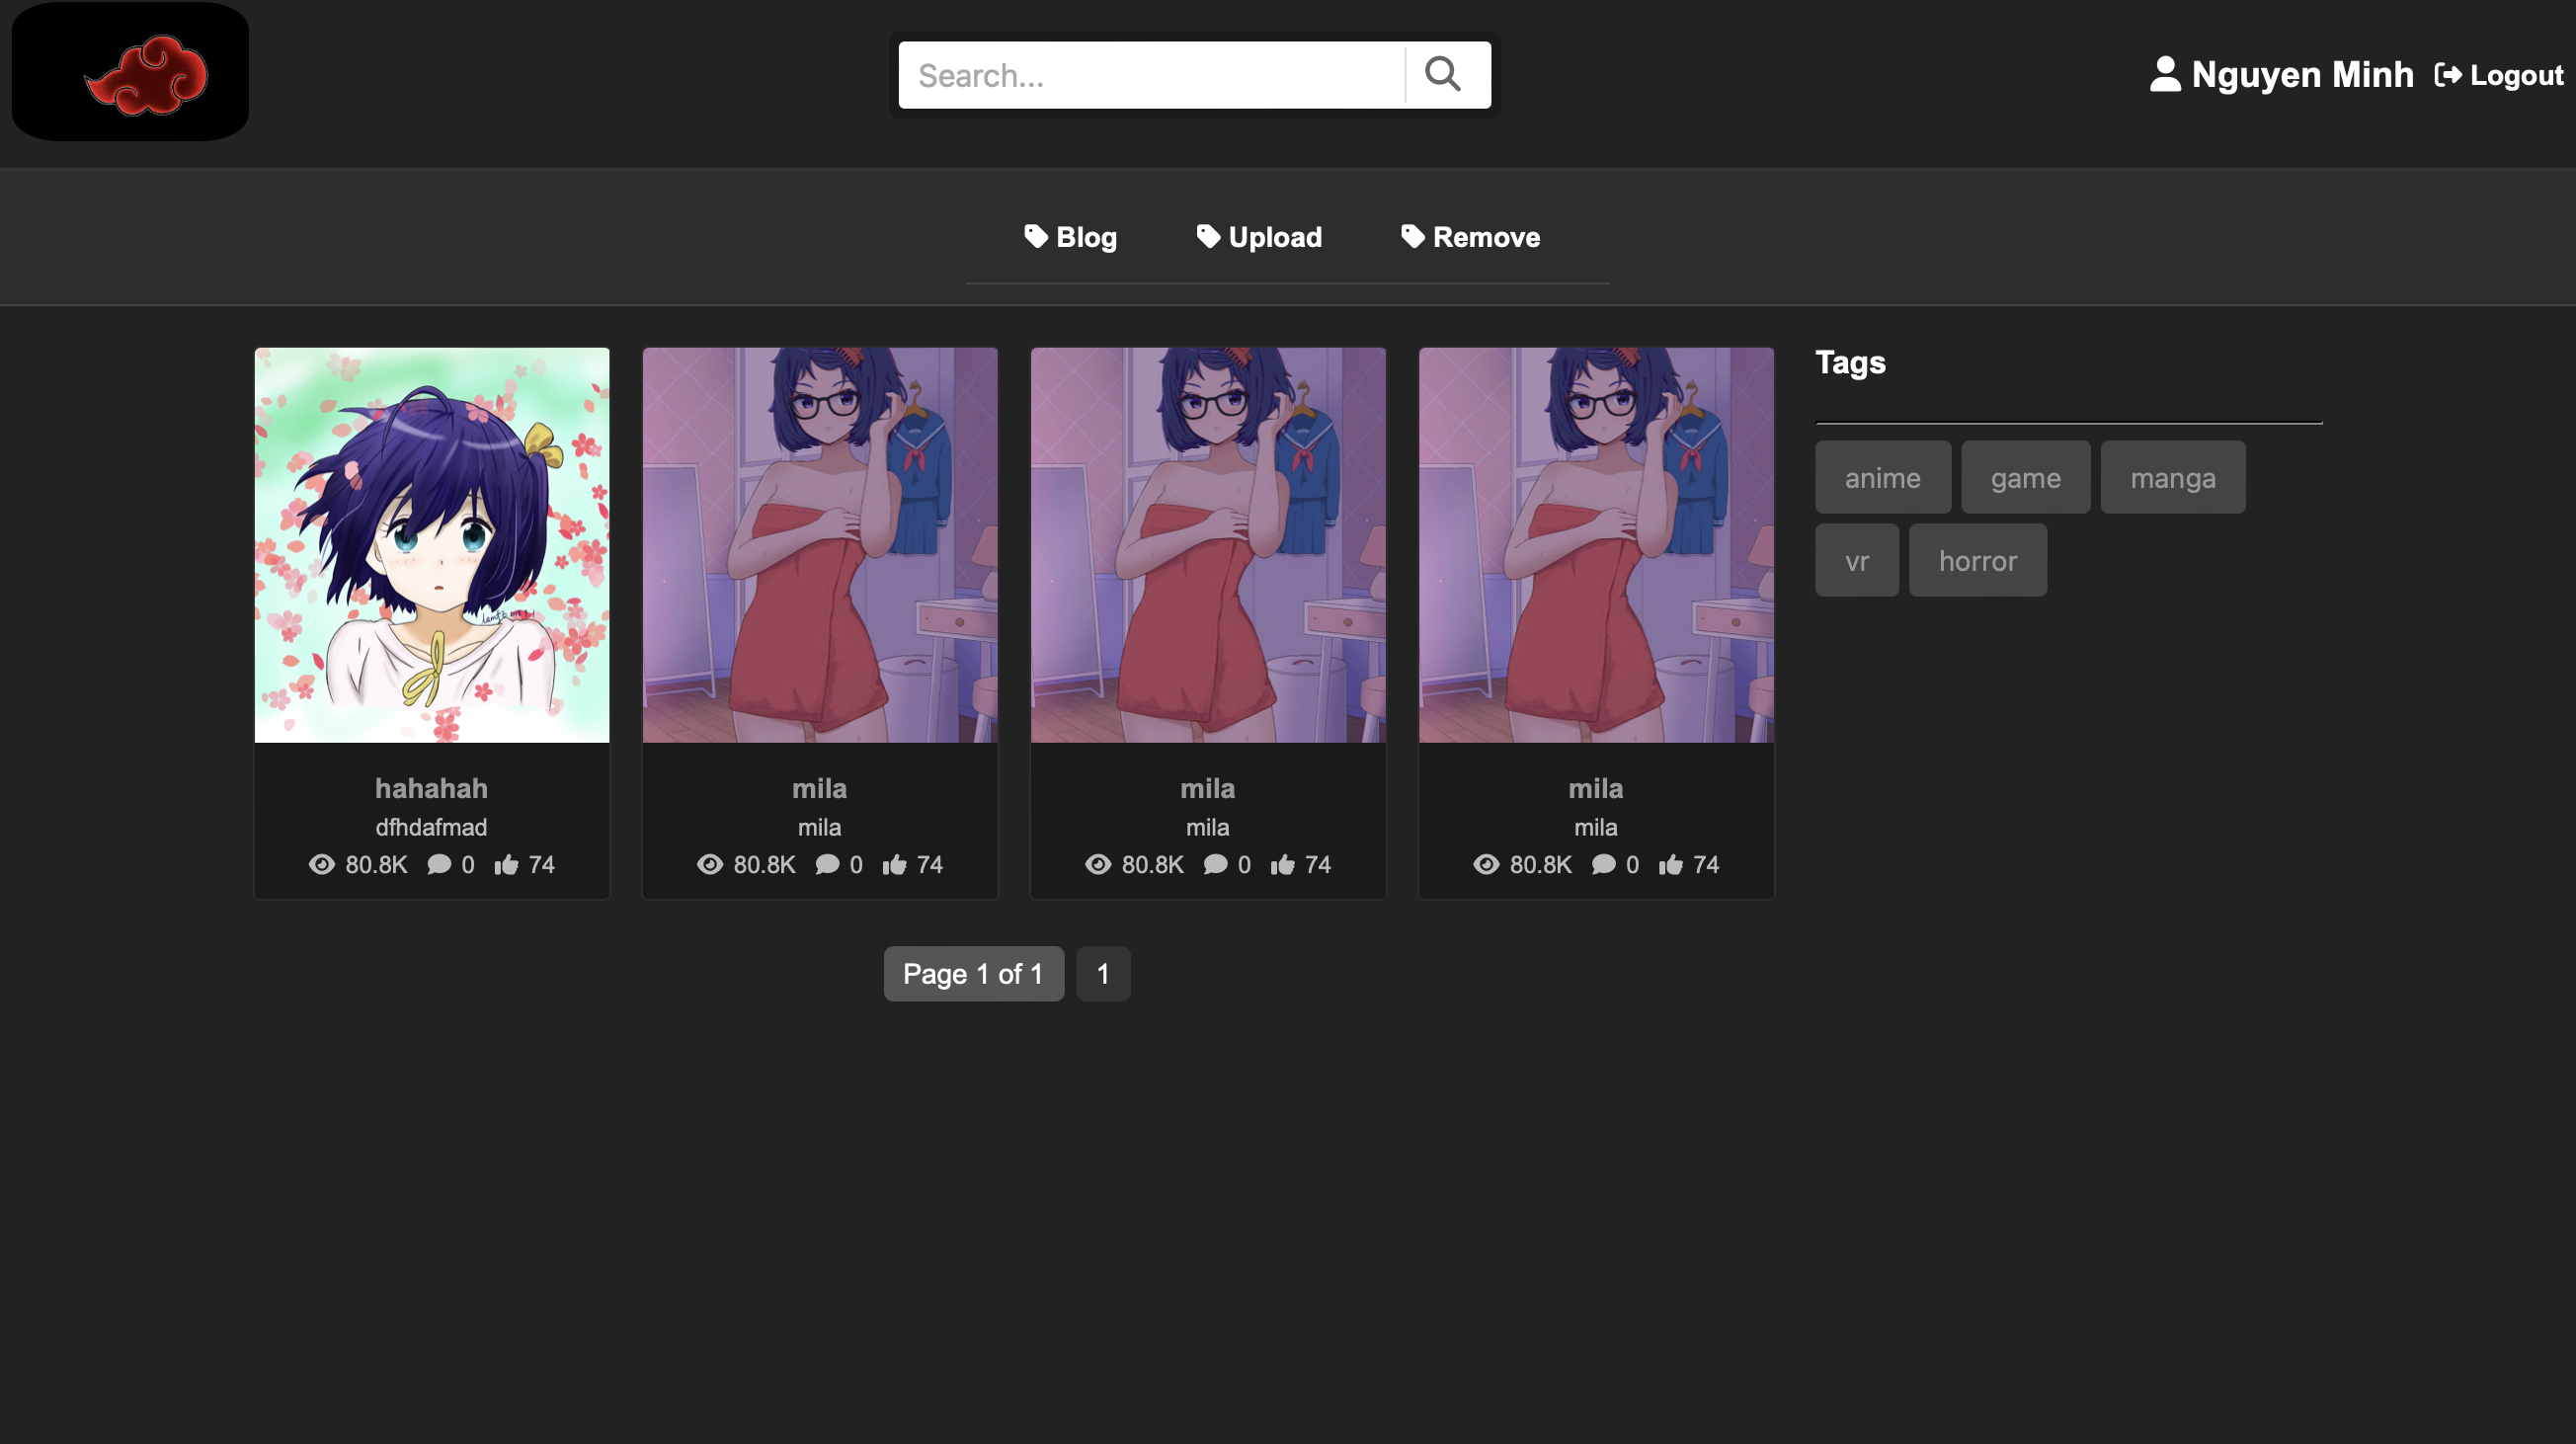 Search...
Nguyen Minh Logout
Blog Upload Remove
Tags
anime game manga
vr horror
hahahah
dfhdafmad
80.8K 0 74
mila
mila
80.8K 0 74
mila
mila
80.8K 0 74
mila
mila
80.8K 0 74
Page 1 of 1 1